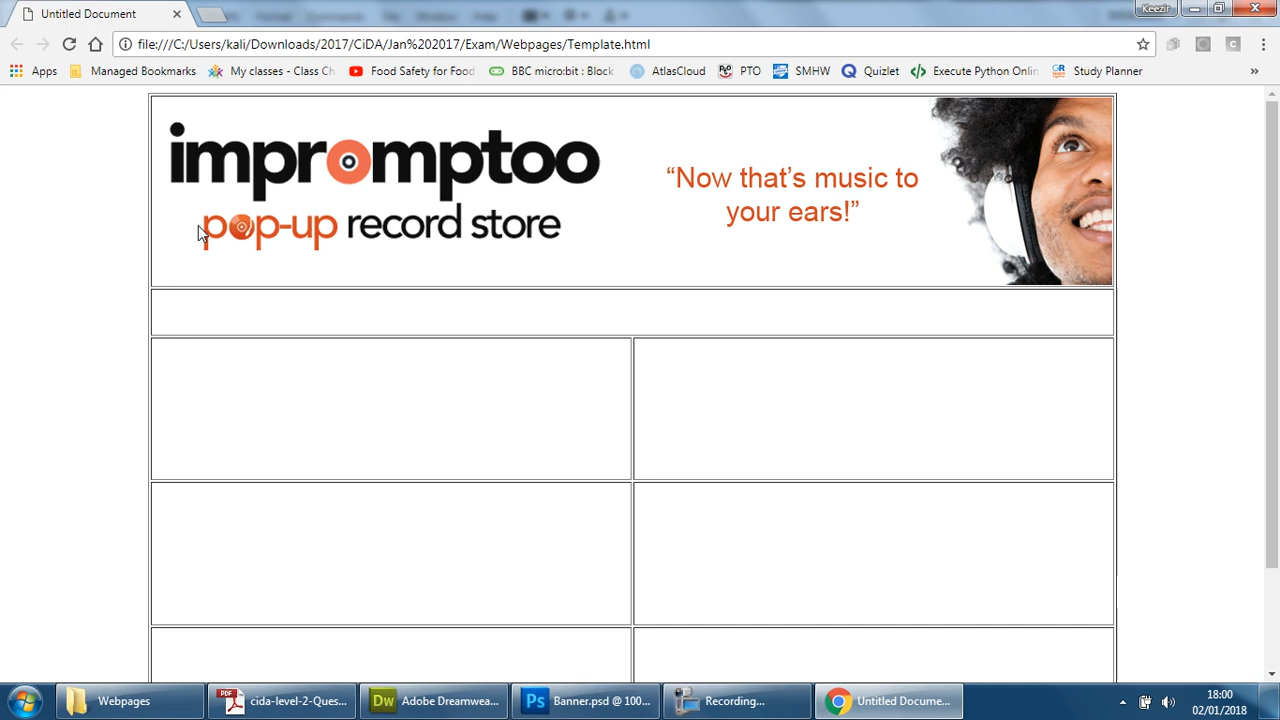 Untitled Document
Keezir
file:///C:/Users/kali/Downloads/2017/CiDA/Jan%202017/Exam/Webpages/Template.html
Apps
Managed Bookmarks
My classes - Class Ch
Food Safety for Food
BBC micro:bit : Block
AtlasCloud
PTO
SMHW
Quizlet
Execute Python Onlin
Study Planner
»
impromptoo
pop-up record store
“Now that’s music to
your ears!”
Webpages
cida-level-2-Ques...
Adobe Dreamwea...
Banner.psd @ 100...
Recording...
Untitled Docume...
18:00
02/01/2018